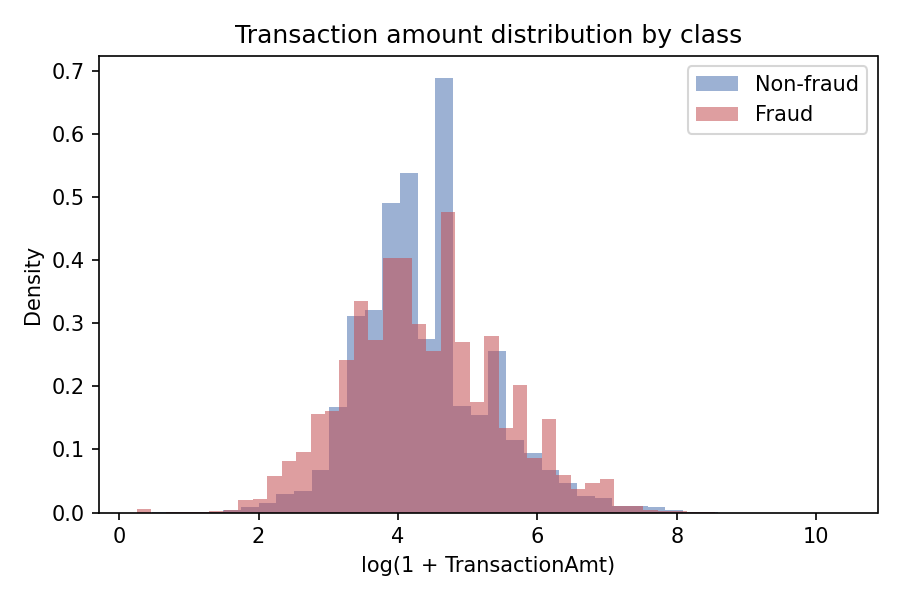 Transaction amount distribution by class
Non-fraud
Fraud
Density
0.7
0.6
0.5
0.4
0.3
0.2
0.1
0.0
0 2 4 6 8 10
log(1 + TransactionAmt)